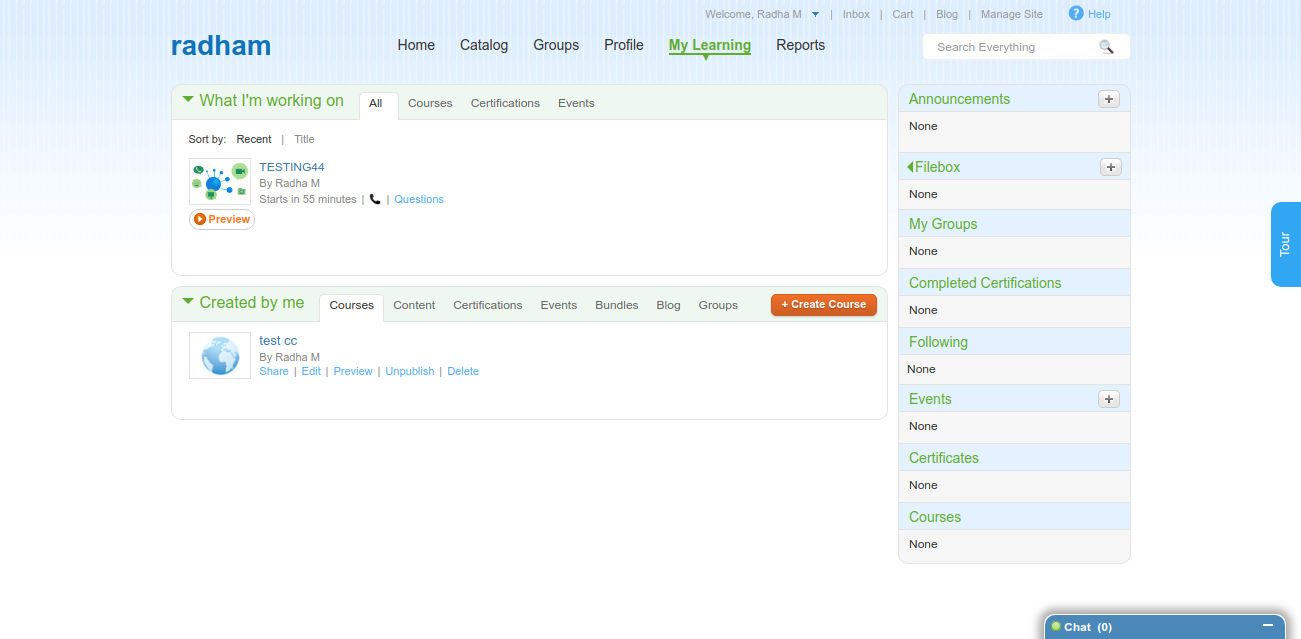 Welcome, Radha M | Inbox | Cart | Blog | Manage Site ? Help
radham
Home Catalog Groups Profile My Learning Reports
Search Everything
What I'm working on All Courses Certifications Events
Sort by: Recent | Title
TESTING44
By Radha M
Starts in 55 minutes | | Questions
Preview
Created by me Courses Content Certifications Events Bundles Blog Groups + Create Course
test cc
By Radha M
Share | Edit | Preview | Unpublish | Delete
Announcements +
None
Filebox +
None
My Groups
None
Completed Certifications
None
Following
None
Events +
None
Certificates
None
Courses
None
Tour
Chat (0)